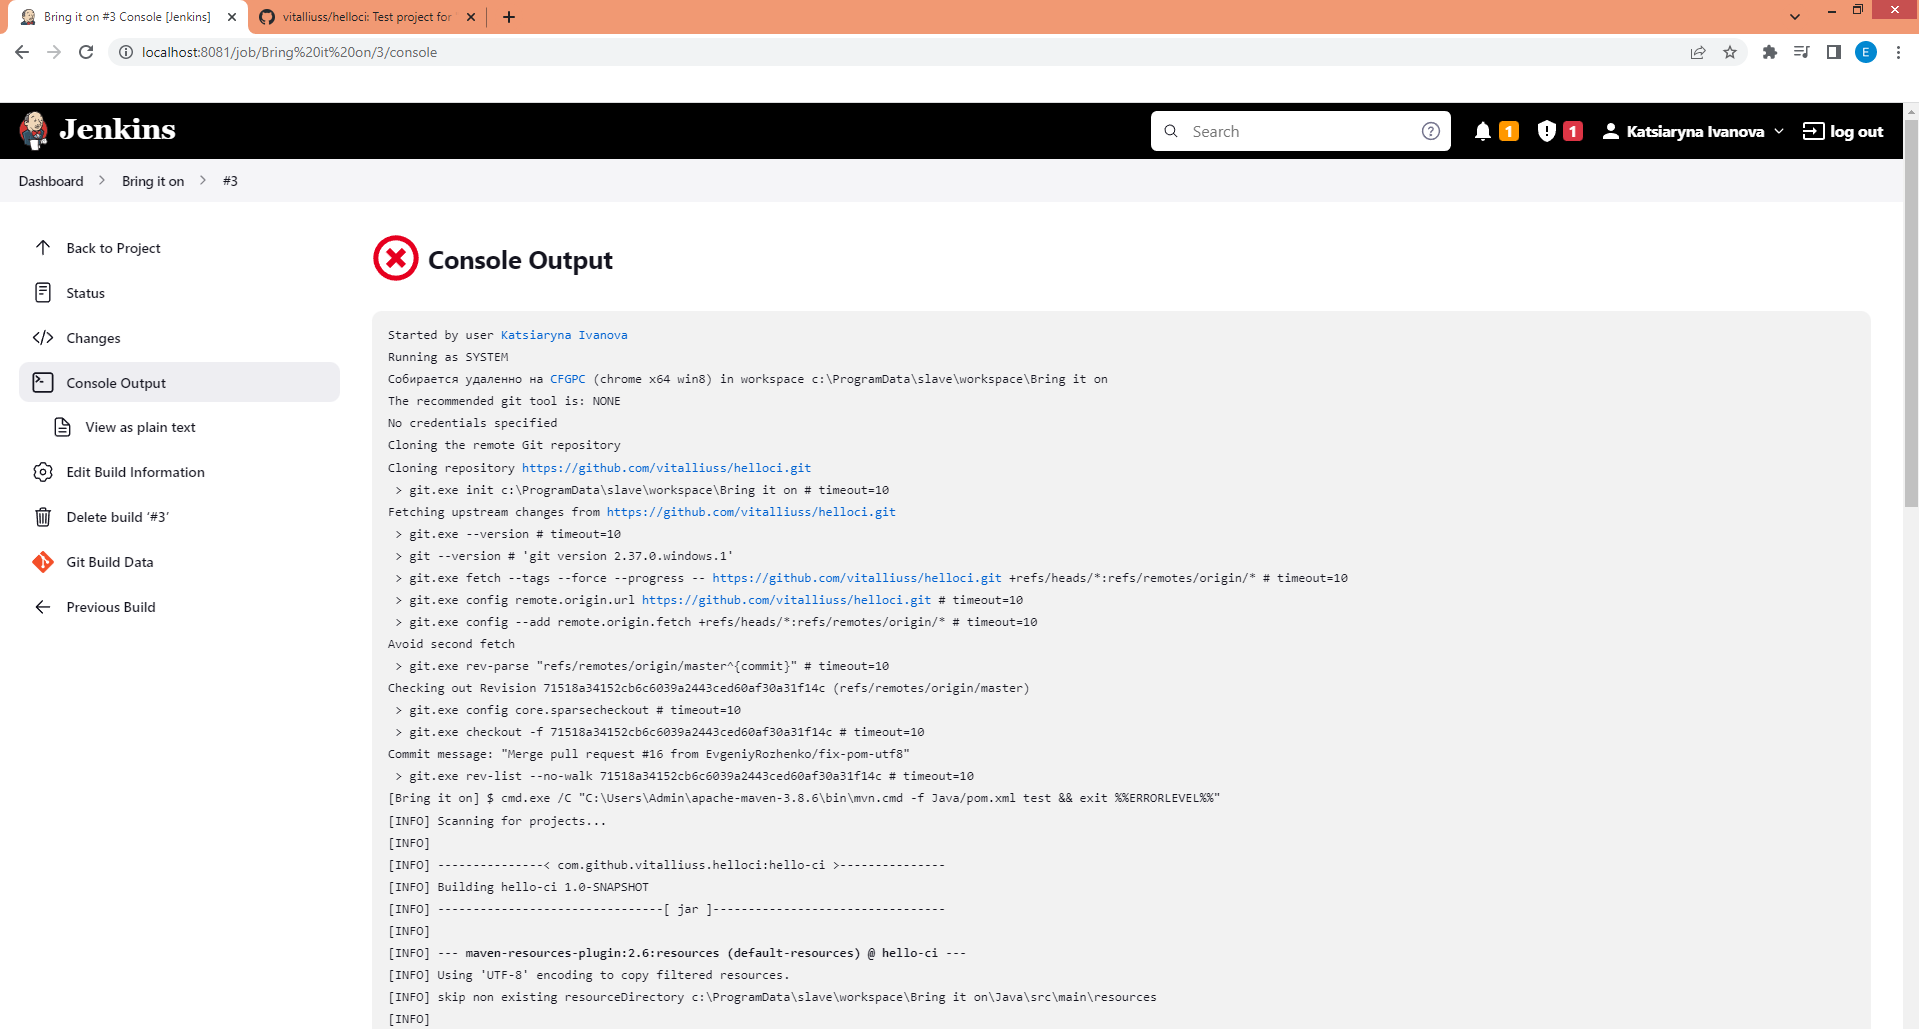 Bring it on #3 Console [Jenkins]
vitalliuss/helloci: Test project for
localhost:8081/job/Bring%20it%20on/3/console
E
Jenkins
Search
1
1
Katsiaryna Ivanova
log out
Dashboard
Bring it on
#3
Back to Project
Status
Changes
Console Output
View as plain text
Edit Build Information
Delete build ‘#3’
Git Build Data
Previous Build
Console Output
Started by user Katsiaryna Ivanova
Running as SYSTEM
Собирается удаленно на CFGPC (chrome x64 win8) in workspace c:\ProgramData\slave\workspace\Bring it on
The recommended git tool is: NONE
No credentials specified
Cloning the remote Git repository
Cloning repository https://github.com/vitalliuss/helloci.git
> git.exe init c:\ProgramData\slave\workspace\Bring it on # timeout=10
Fetching upstream changes from https://github.com/vitalliuss/helloci.git
> git.exe --version # timeout=10
> git --version # 'git version 2.37.0.windows.1'
> git.exe fetch --tags --force --progress -- https://github.com/vitalliuss/helloci.git +refs/heads/*:refs/remotes/origin/* # timeout=10
> git.exe config remote.origin.url https://github.com/vitalliuss/helloci.git # timeout=10
> git.exe config --add remote.origin.fetch +refs/heads/*:refs/remotes/origin/* # timeout=10
Avoid second fetch
> git.exe rev-parse "refs/remotes/origin/master^{commit}" # timeout=10
Checking out Revision 71518a34152cb6c6039a2443ced60af30a31f14c (refs/remotes/origin/master)
> git.exe config core.sparsecheckout # timeout=10
> git.exe checkout -f 71518a34152cb6c6039a2443ced60af30a31f14c # timeout=10
Commit message: "Merge pull request #16 from EvgeniyRozhenko/fix-pom-utf8"
> git.exe rev-list --no-walk 71518a34152cb6c6039a2443ced60af30a31f14c # timeout=10
[Bring it on] $ cmd.exe /C "C:\Users\Admin\apache-maven-3.8.6\bin\mvn.cmd -f Java/pom.xml test && exit %%ERRORLEVEL%%"
[INFO] Scanning for projects...
[INFO]
[INFO] ---------------< com.github.vitalliuss.helloci:hello-ci >---------------
[INFO] Building hello-ci 1.0-SNAPSHOT
[INFO] --------------------------------[ jar ]---------------------------------
[INFO]
[INFO] --- maven-resources-plugin:2.6:resources (default-resources) @ hello-ci ---
[INFO] Using 'UTF-8' encoding to copy filtered resources.
[INFO] skip non existing resourceDirectory c:\ProgramData\slave\workspace\Bring it on\Java\src\main\resources
[INFO]